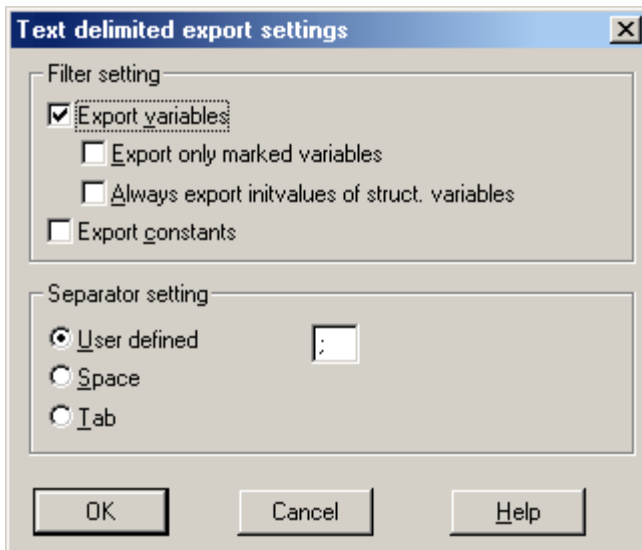 Text delimited export settings
Filter setting
Export variables
Export only marked variables
Always export initvalues of struct. variables
Export constants
Separator setting
User defined ;
Space
Tab
OK Cancel Help